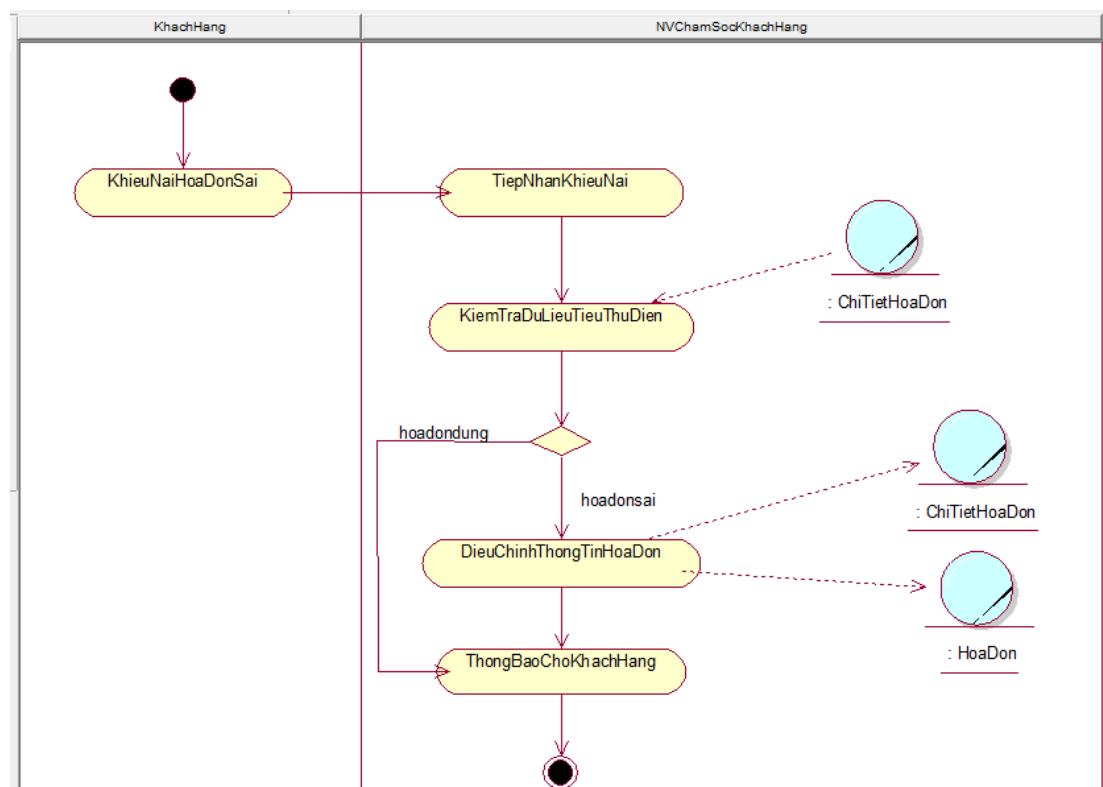 KhachHang
NVChamSocKhachHang
KhieuNaiHoaDonSai
TiepNhanKhieuNai
: ChiTietHoaDon
KiemTraDuLieuTieuThuDien
hoadondung
hoadonsai
: ChiTietHoaDon
DieuChinhThongTinHoaDon
: HoaDon
ThongBaoChoKhachHang